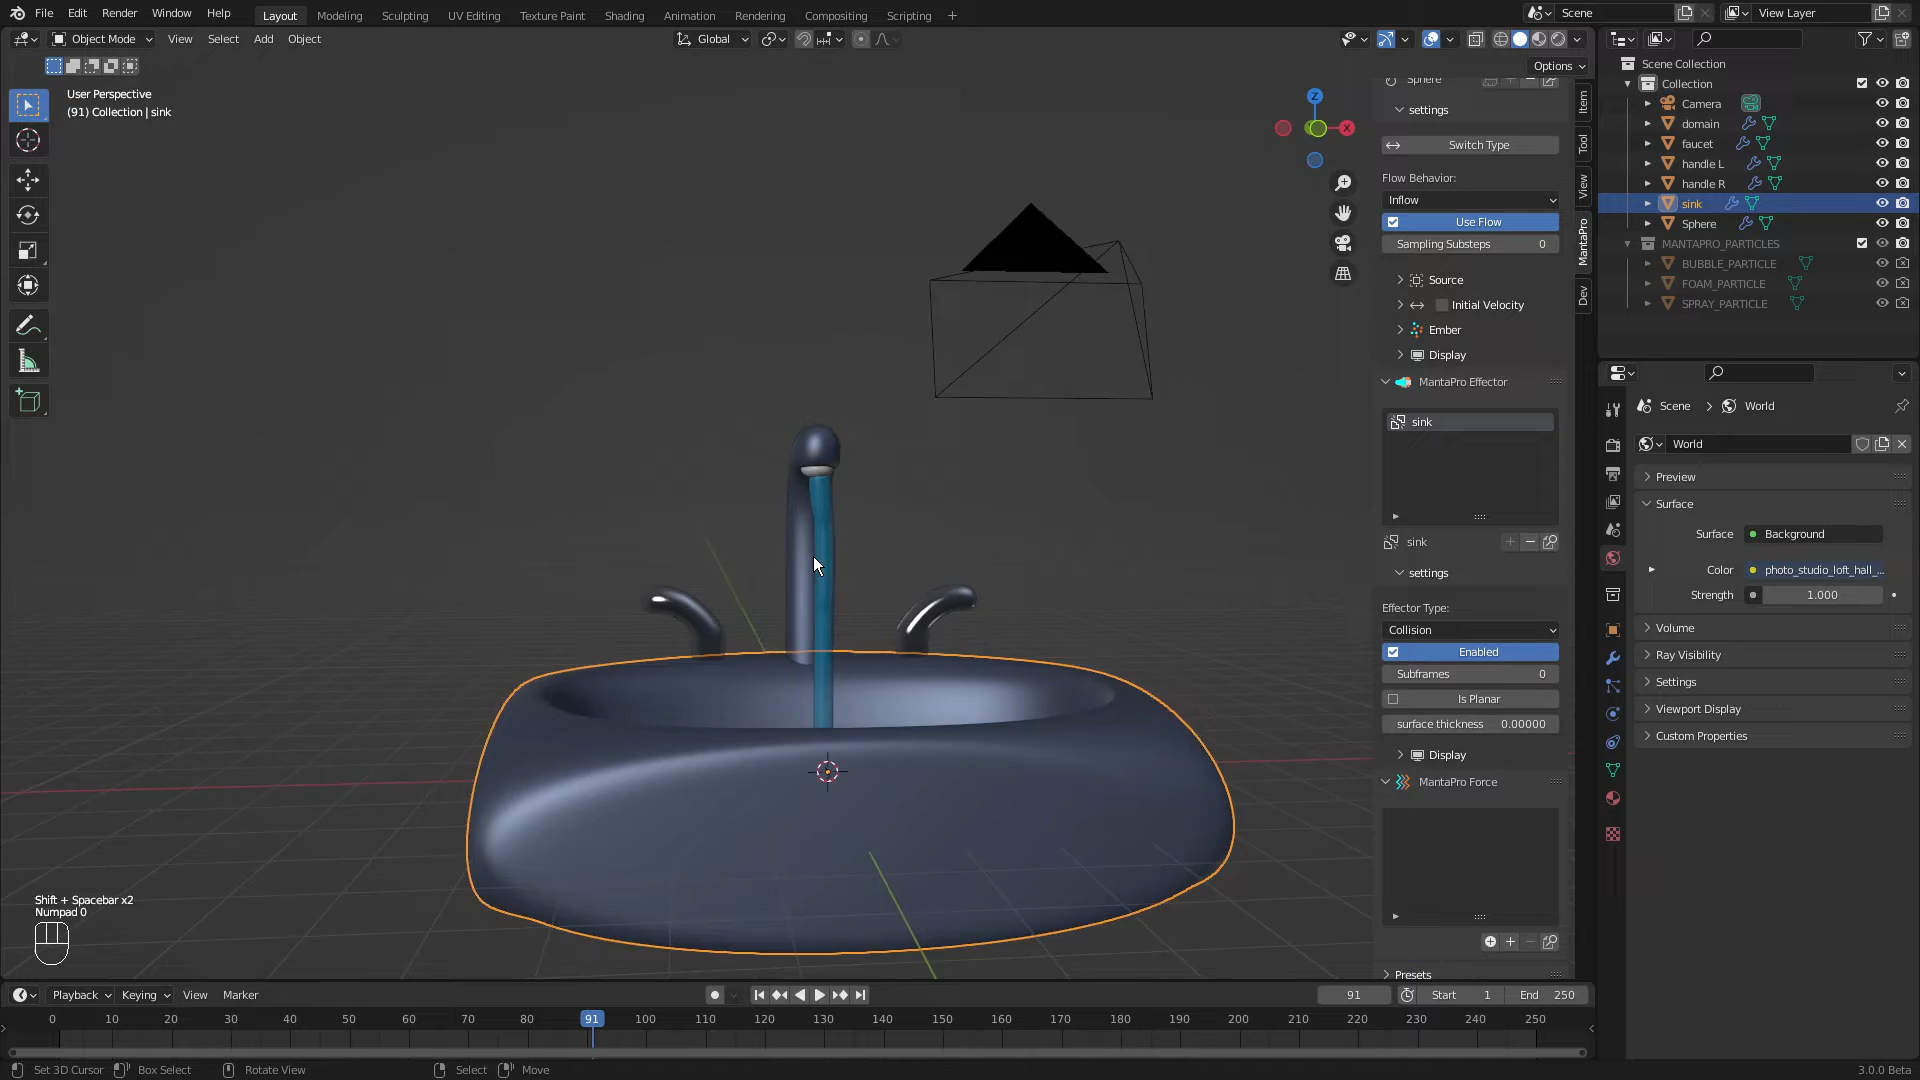 File Edit Render Window Help
Layout Modeling Sculpting UV Editing Texture Paint Shading Animation Rendering Compositing Scripting +
Scene View Layer
Object Mode View Select Add Object
Global
Options
User Perspective
(91) Collection | sink
Z
X
Sphere
settings
Switch Type
Flow Behavior:
Inflow
Use Flow
Sampling Substeps 0
Source
Initial Velocity
Ember
Display
MantaPro Effector
sink
sink
settings
Effector Type:
Collision
Enabled
Subframes 0
Is Planar
surface thickness 0.00000
Display
MantaPro Force
Presets
Item
Tool
View
MantaPro
Dev
Scene Collection
Collection
Camera
domain
faucet
handle L
handle R
sink
Sphere
MANTAPRO_PARTICLES
BUBBLE_PARTICLE
FOAM_PARTICLE
SPRAY_PARTICLE
Scene > World
World
Preview
Surface
Surface Background
Color photo_studio_loft_hall_...
Strength 1.000
Volume
Ray Visibility
Settings
Viewport Display
Custom Properties
Shift + Spacebar x2
Numpad 0
Playback Keying View Marker
91 Start 1 End 250
0 10 20 30 40 50 60 70 80 91 100 110 120 130 140 150 160 170 180 190 200 210 220 230 240 250
Set 3D Cursor Box Select Rotate View Select Move
3.0.0 Beta